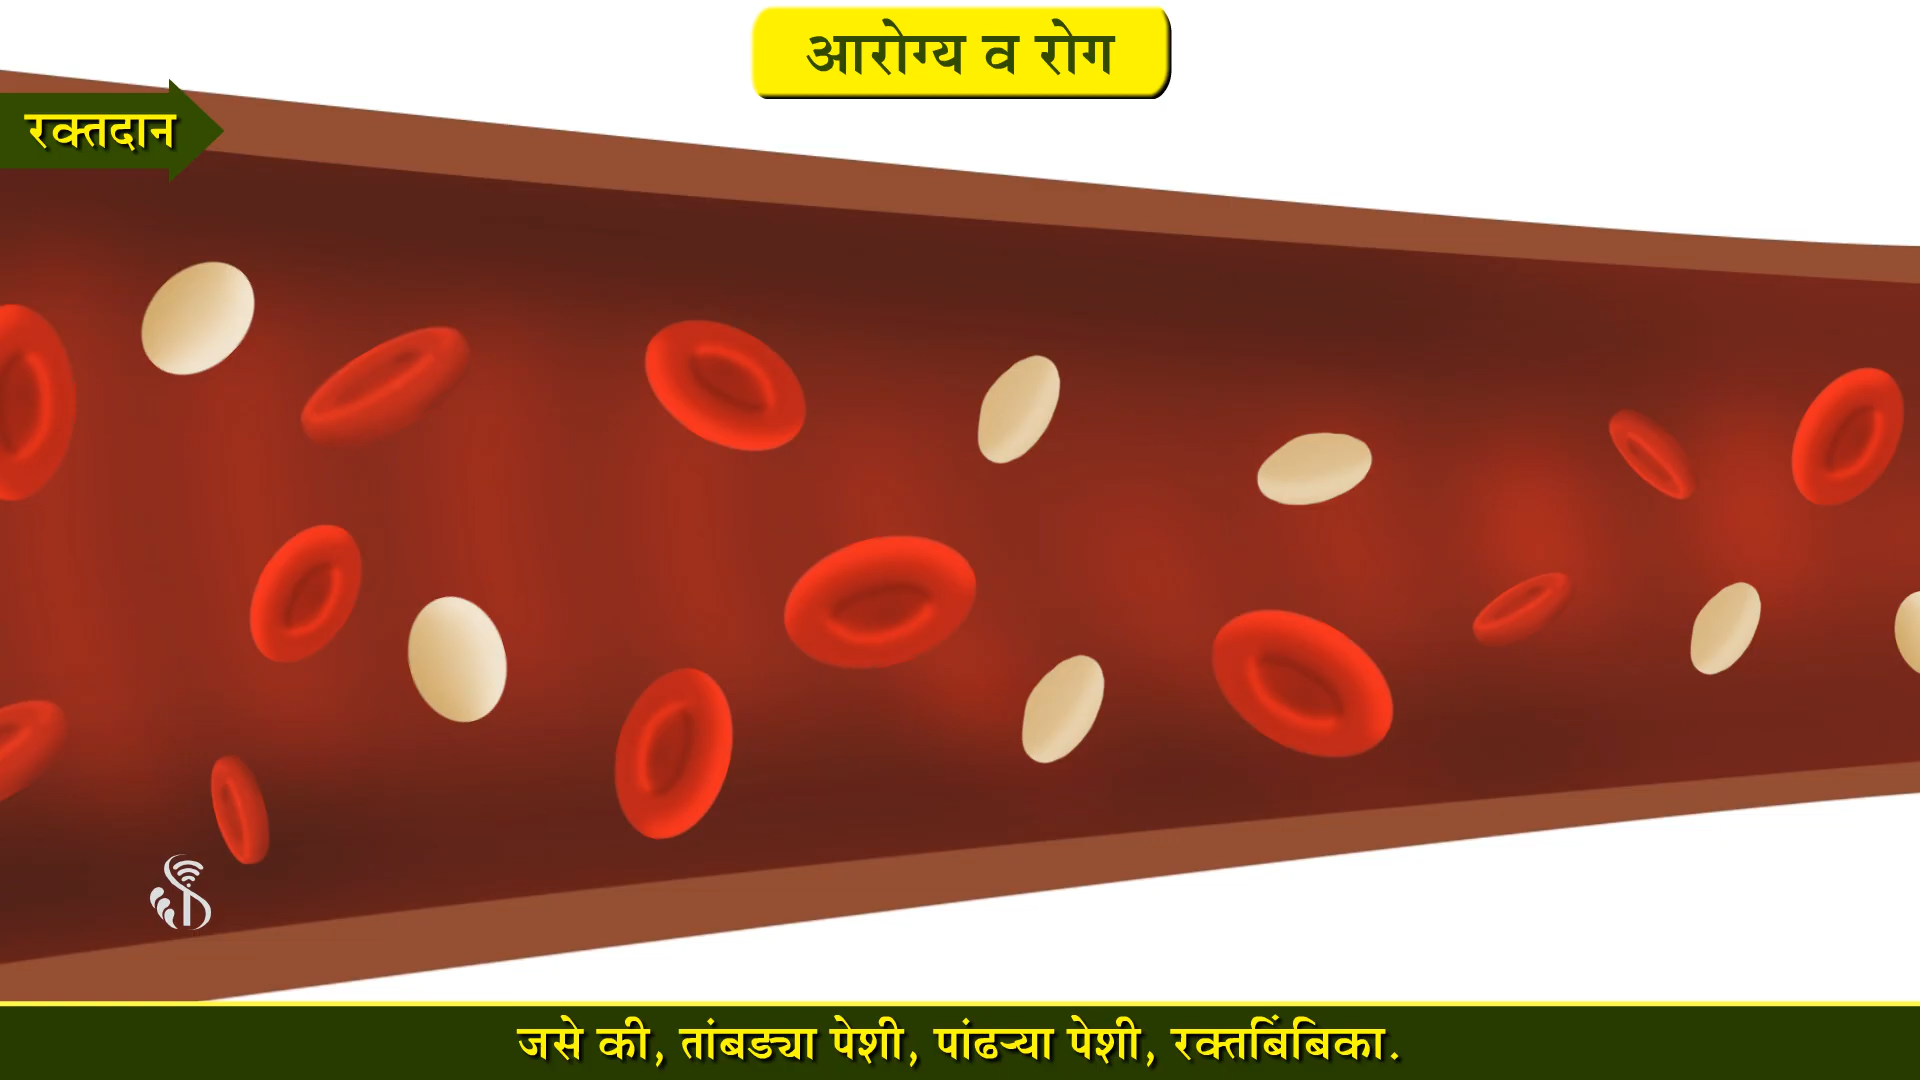 आरोग्य व रोग
रक्तदान
जसे की, तांबड्या पेशी, पांढऱ्या पेशी, रक्तबिंबिका.